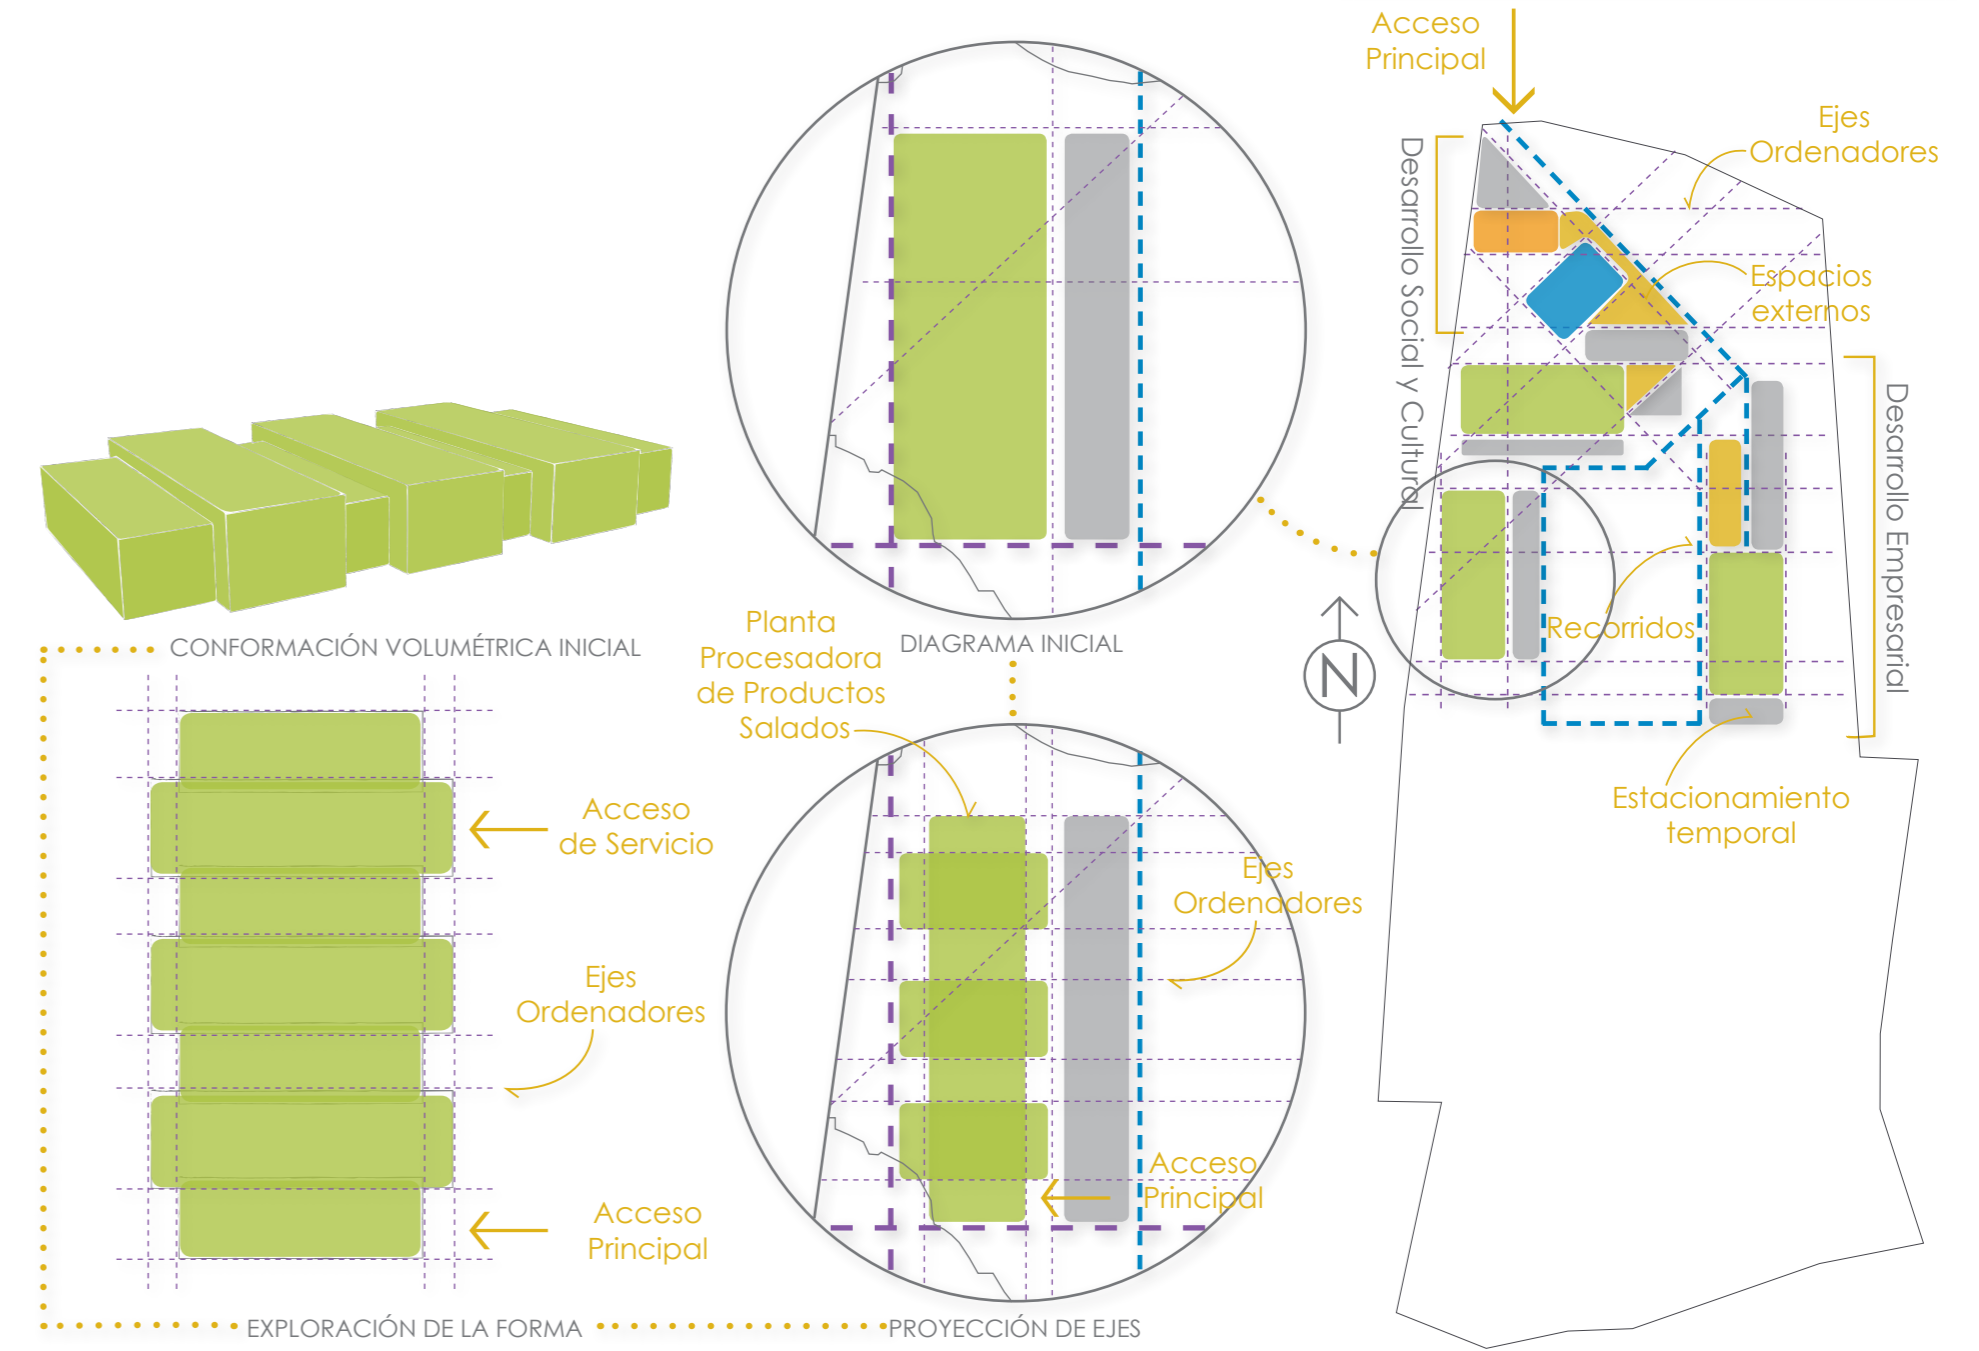 Acceso
Principal
Ejes
Ordenadores
Desarrollo Social y Cultural
Espacios
externos
Desarrollo Empresarial
Recorridos
N
Estacionamiento
temporal
CONFORMACIÓN VOLUMÉTRICA INICIAL
DIAGRAMA INICIAL
Planta
Procesadora
de Productos
Salados
Acceso
de Servicio
Ejes
Ordenadores
Acceso
Principal
Ejes
Ordenadores
Acceso
Principal
EXPLORACIÓN DE LA FORMA
PROYECCIÓN DE EJES